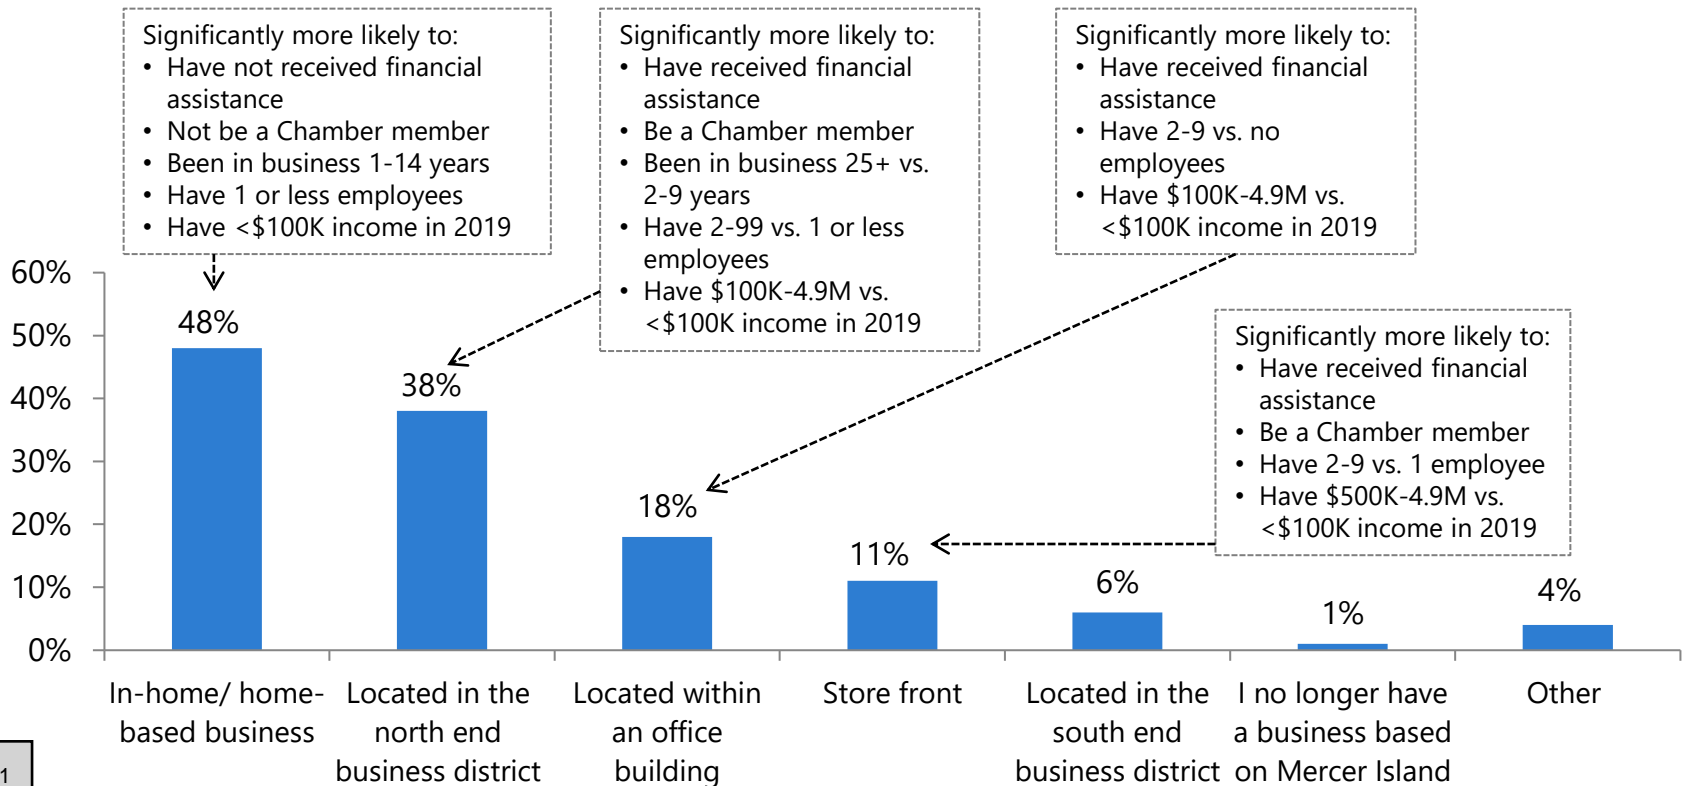 Significantly more likely to:
• Have not received financial
assistance
• Not be a Chamber member
• Been in business 1-14 years
• Have 1 or less employees
• Have <$100K income in 2019
Significantly more likely to:
• Have received financial
assistance
• Be a Chamber member
• Been in business 25+ vs.
2-9 years
• Have 2-99 vs. 1 or less
employees
• Have $100K-4.9M vs.
<$100K income in 2019
Significantly more likely to:
• Have received financial
assistance
• Have 2-9 vs. no
employees
• Have $100K-4.9M vs.
<$100K income in 2019
Significantly more likely to:
• Have received financial
assistance
• Be a Chamber member
• Have 2-9 vs. 1 employee
• Have $500K-4.9M vs.
<$100K income in 2019
60%
50%
40%
30%
20%
10%
0%
48%
38%
18%
11%
6%
1%
4%
In-home/ home-
based business
Located in the
north end
business district
Located within
an office
building
Store front
Located in the
south end
business district
I no longer have
a business based
on Mercer Island
Other
1